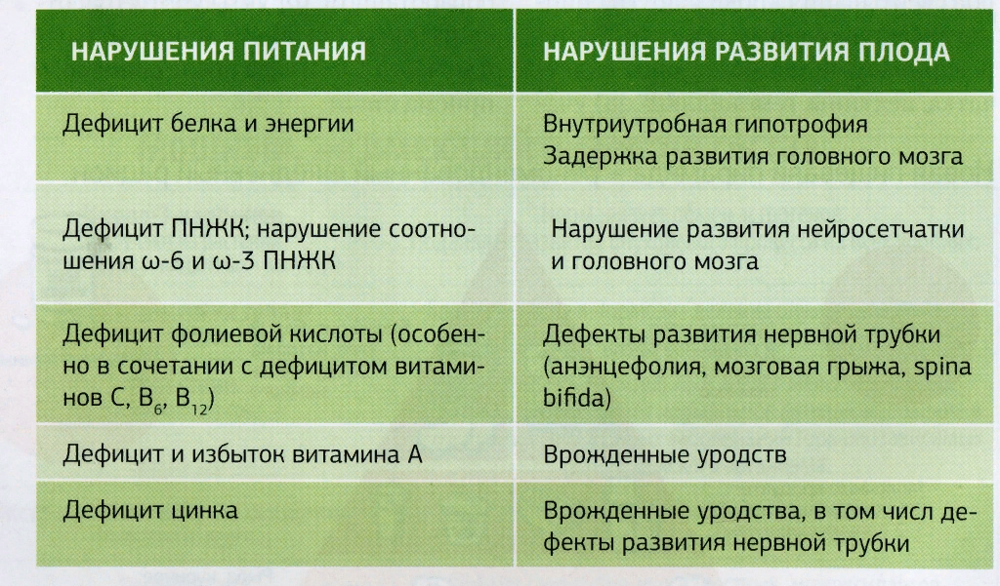 НАРУШЕНИЯ ПИТАНИЯ
НАРУШЕНИЯ РАЗВИТИЯ ПЛОДА
Дефицит белка и энергии
Внутриутробная гипотрофия
Задержка развития головного мозга
Дефицит ПНЖК; нарушение соотно-
шения ω-6 и ω-3 ПНЖК
Нарушение развития нейросетчатки
и головного мозга
Дефицит фолиевой кислоты (особен-
но в сочетании с дефицитом витами-
нов С, В6, В12)
Дефекты развития нервной трубки
(анэнцефолия, мозговая грыжа, spina
bifida)
Дефицит и избыток витамина А
Врожденные уродств
Дефицит цинка
Врожденные уродства, в том числ де-
фекты развития нервной трубки